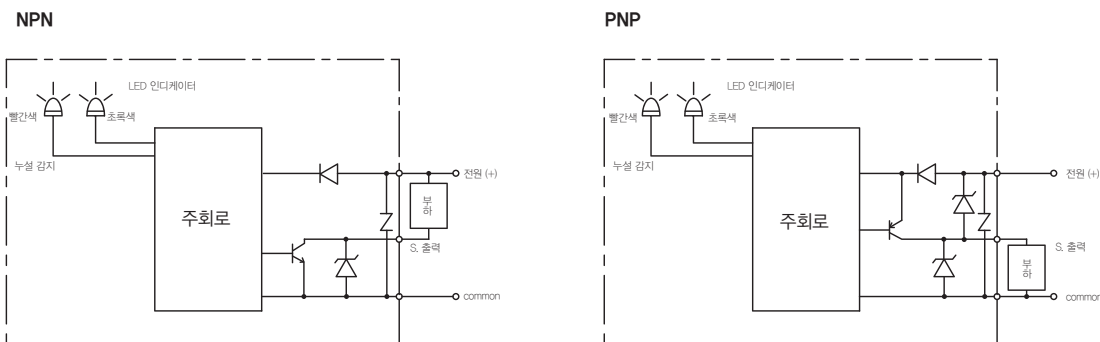 NPN
LED 인디케이터
빨간색
초록색
누설 감지
주회로
전원 (+)
부하
S. 출력
common
PNP
LED 인디케이터
빨간색
초록색
누설 감지
주회로
전원 (+)
S. 출력
부하
common